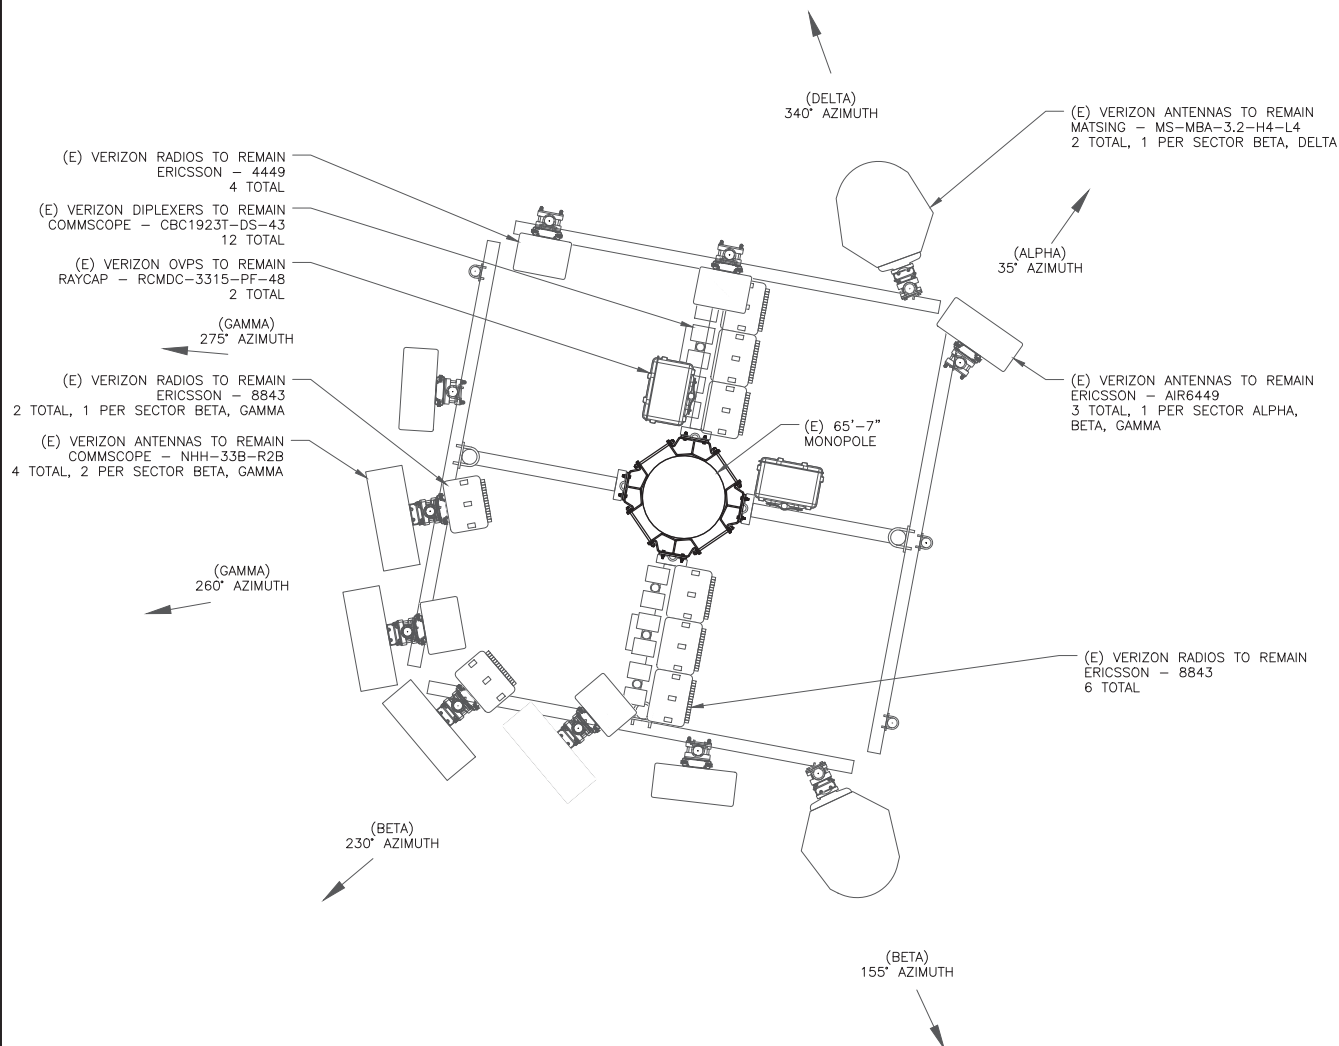 (DELTA)
340° AZIMUTH
(E) VERIZON ANTENNAS TO REMAIN
MATSING - MS-MBA-3.2-H4-L4
2 TOTAL, 1 PER SECTOR BETA, DELTA
(E) VERIZON RADIOS TO REMAIN
ERICSSON - 4449
4 TOTAL
(E) VERIZON DIPLEXERS TO REMAIN
COMMSCOPE - CBC1923T-DS-43
12 TOTAL
(E) VERIZON OVPS TO REMAIN
RAYCAP - RCMDC-3315-PF-48
2 TOTAL
(ALPHA)
35° AZIMUTH
(GAMMA)
275° AZIMUTH
(E) VERIZON RADIOS TO REMAIN
ERICSSON - 8843
2 TOTAL, 1 PER SECTOR BETA, GAMMA
(E) VERIZON ANTENNAS TO REMAIN
ERICSSON - AIR6449
3 TOTAL, 1 PER SECTOR ALPHA,
BETA, GAMMA
(E) 65'-7"
MONOPOLE
(E) VERIZON ANTENNAS TO REMAIN
COMMSCOPE - NHH-33B-R2B
4 TOTAL, 2 PER SECTOR BETA, GAMMA
(GAMMA)
260° AZIMUTH
(E) VERIZON RADIOS TO REMAIN
ERICSSON - 8843
6 TOTAL
(BETA)
230° AZIMUTH
(BETA)
155° AZIMUTH